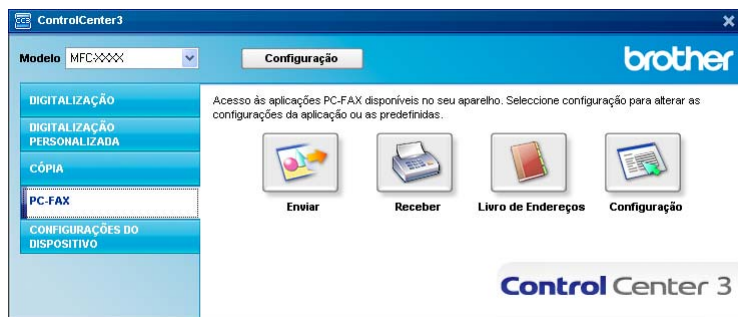 ControlCenter3
Modelo MFC-XXXX Configuração
brother
DIGITALIZAÇÃO
DIGITALIZAÇÃO
PERSONALIZADA
CÓPIA
PC-FAX
CONFIGURAÇÕES DO
DISPOSITIVO
Acesso às aplicações PC-FAX disponíveis no seu aparelho. Seleccione configuração para alterar as
configurações da aplicação ou as predefinidas.
Enviar Receber Livro de Endereços Configuração
Control Center 3